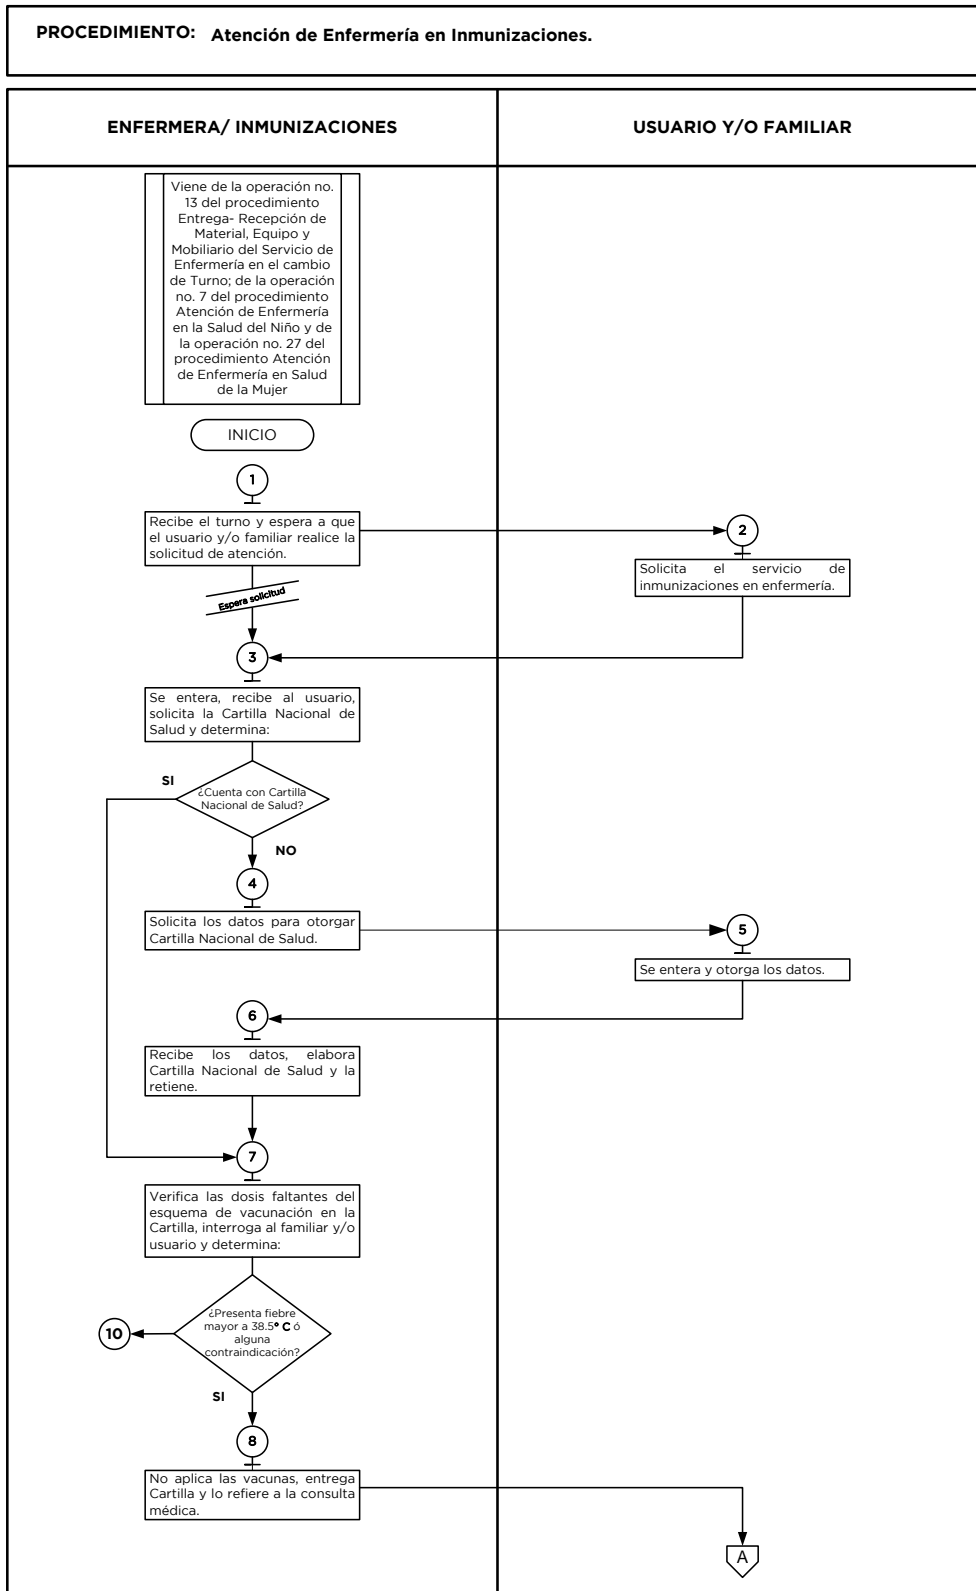 PROCEDIMIENTO: Atención de Enfermería en Inmunizaciones.
ENFERMERA/ INMUNIZACIONES
USUARIO Y/O FAMILIAR
Viene de la operación no.
13 del procedimiento
Entrega- Recepción de
Material, Equipo y
Mobiliario del Servicio de
Enfermería en el cambio
de Turno; de la operación
no. 7 del procedimiento
Atención de Enfermería
en la Salud del Niño y de
la operación no. 27 del
procedimiento Atención
de Enfermería en Salud
de la Mujer
INICIO
1
Recibe el turno y espera a que
el usuario y/o familiar realice la
solicitud de atención.
2
Solicita el servicio de
inmunizaciones en enfermería.
Espera solicitud
3
Se entera, recibe al usuario,
solicita la Cartilla Nacional de
Salud y determina:
SI
¿Cuenta con Cartilla
Nacional de Salud?
NO
4
Solicita los datos para otorgar
Cartilla Nacional de Salud.
5
Se entera y otorga los datos.
6
Recibe los datos, elabora
Cartilla Nacional de Salud y la
retiene.
7
Verifica las dosis faltantes del
esquema de vacunación en la
Cartilla, interroga al familiar y/o
usuario y determina:
¿Presenta fiebre
mayor a 38.5° C ó
alguna
contraindicación?
10
SI
8
No aplica las vacunas, entrega
Cartilla y lo refiere a la consulta
médica.
A